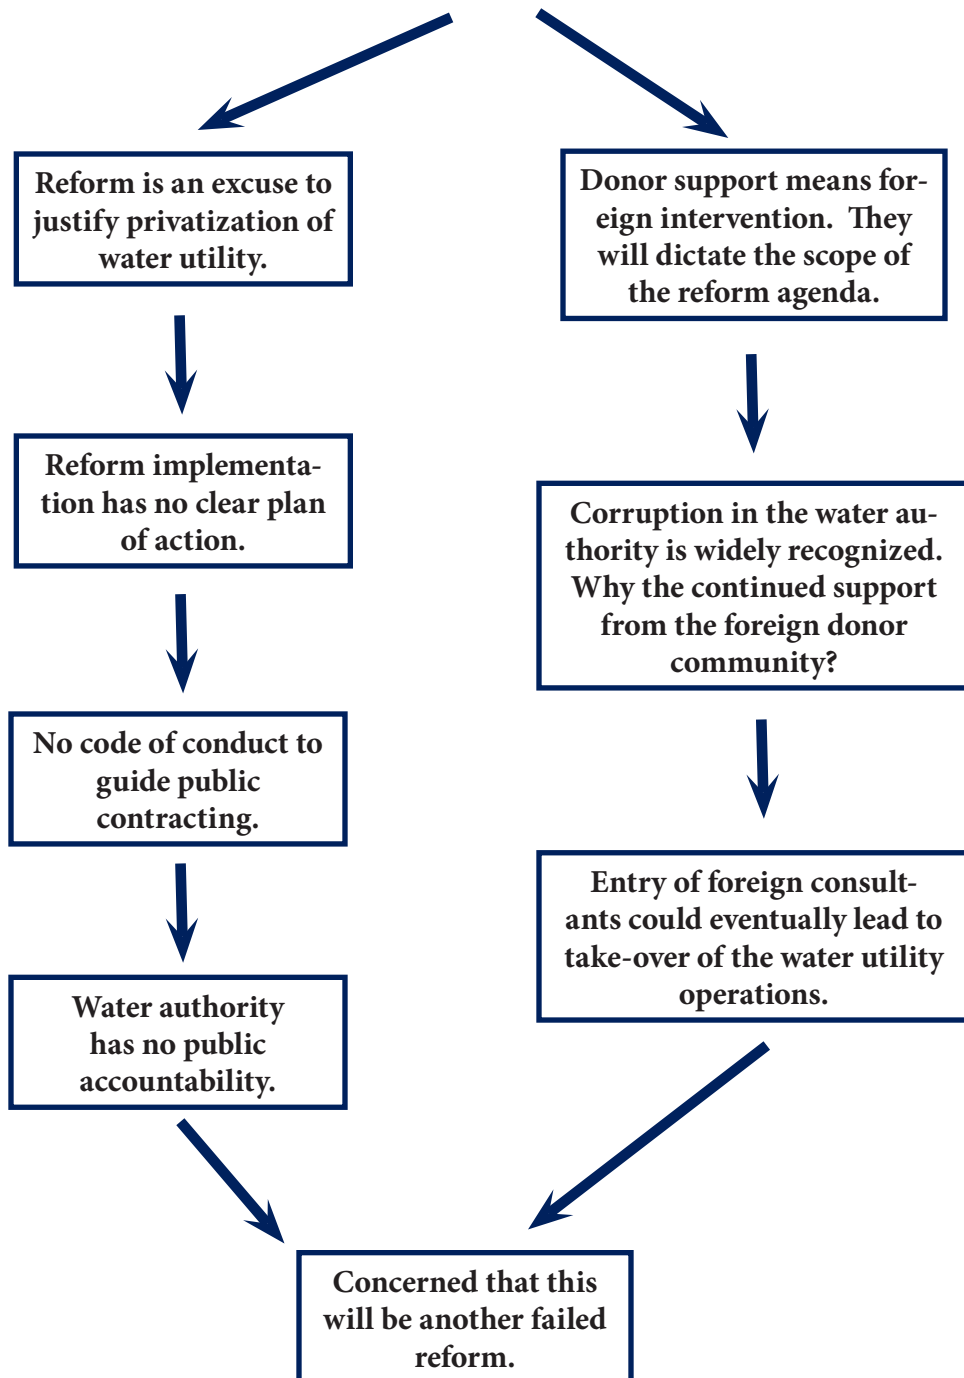 Reform is an excuse to
justify privatization of
water utility.
Reform implementa-
tion has no clear plan
of action.
No code of conduct to
guide public
contracting.
Water authority
has no public
accountability.
Donor support means for-
eign intervention.  They
will dictate the scope of
the reform agenda.
Corruption in the water au-
thority is widely recognized.
Why the continued support
from the foreign donor
community?
Entry of foreign consult-
ants could eventually lead to
take-over of the water utility
operations.
Concerned that this
will be another failed
reform.